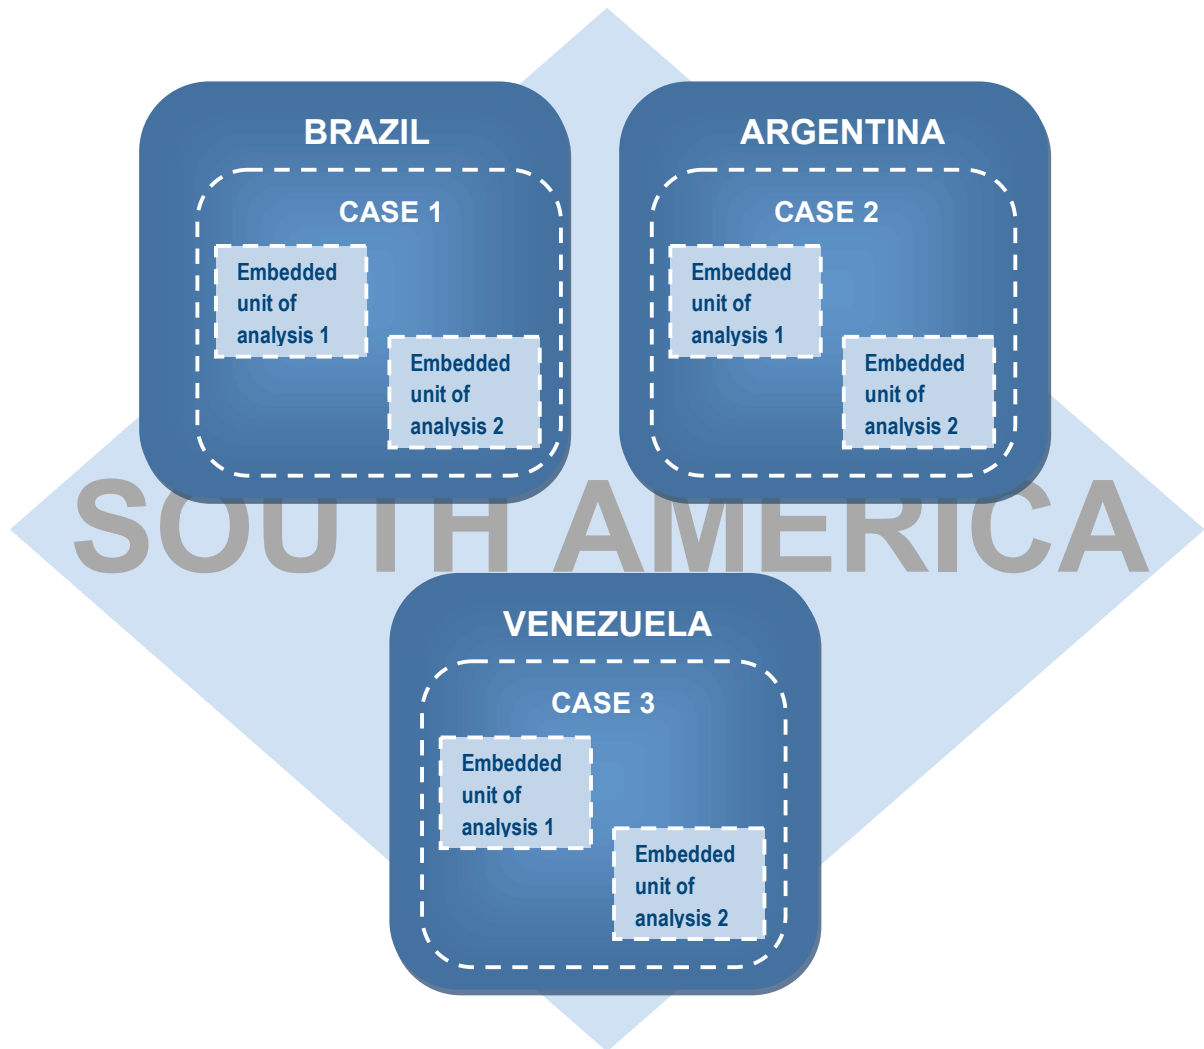 BRAZIL
CASE 1
Embedded
unit of
analysis 1
Embedded
unit of
analysis 2
ARGENTINA
CASE 2
Embedded
unit of
analysis 1
Embedded
unit of
analysis 2
SOUTH AMERICA
VENEZUELA
CASE 3
Embedded
unit of
analysis 1
Embedded
unit of
analysis 2